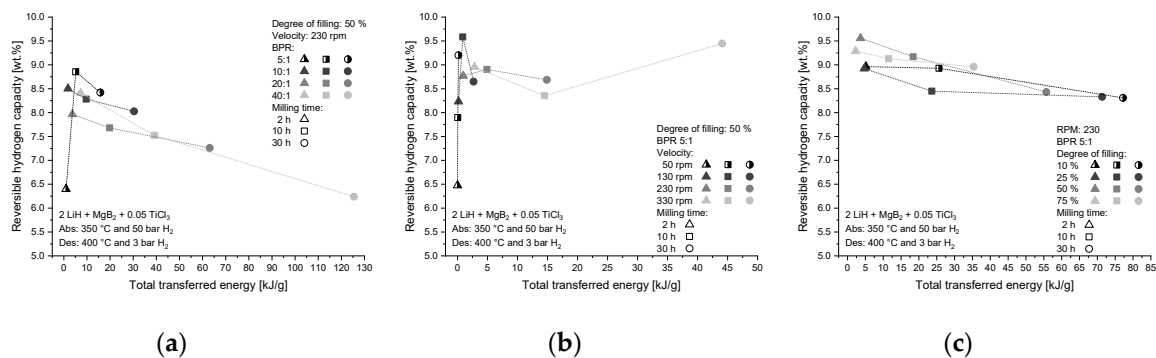 Reversible hydrogen capacity [wt.%]
10.0
9.5
9.0
8.5
8.0
7.5
7.0
6.5
6.0
5.5
5.0
Degree of filling: 50 %
Velocity: 230 rpm
BPR:
5:1
10:1
20:1
40:1
Milling time:
2 h
10 h
30 h
2 LiH + MgB₂ + 0.05 TiCl₃
Abs: 350 °C and 50 bar H₂
Des: 400 °C and 3 bar H₂
0 10 20 30 40 50 60 70 80 90 100 110 120 130
Total transferred energy [kJ/g]
(a)
Reversible hydrogen capacity [wt.%]
10.0
9.5
9.0
8.5
8.0
7.5
7.0
6.5
6.0
5.5
5.0
Degree of filling: 50 %
BPR 5:1
Velocity:
50 rpm
130 rpm
230 rpm
330 rpm
Milling time:
2 h
10 h
30 h
2 LiH + MgB₂ + 0.05 TiCl₃
Abs: 350 °C and 50 bar H₂
Des: 400 °C and 3 bar H₂
0 5 10 15 20 25 30 35 40 45 50
Total transferred energy [kJ/g]
(b)
Reversible hydrogen capacity [wt.%]
10.0
9.5
9.0
8.5
8.0
7.5
7.0
6.5
6.0
5.5
5.0
RPM: 230
BPR 5:1
Degree of filling:
10 %
25 %
50 %
75 %
Milling time:
2 h
10 h
30 h
2 LiH + MgB₂ + 0.05 TiCl₃
Abs: 350 °C and 50 bar H₂
Des: 400 °C and 3 bar H₂
0 5 10 15 20 25 30 35 40 45 50 55 60 65 70 75 80 85
Total transferred energy [kJ/g]
(c)